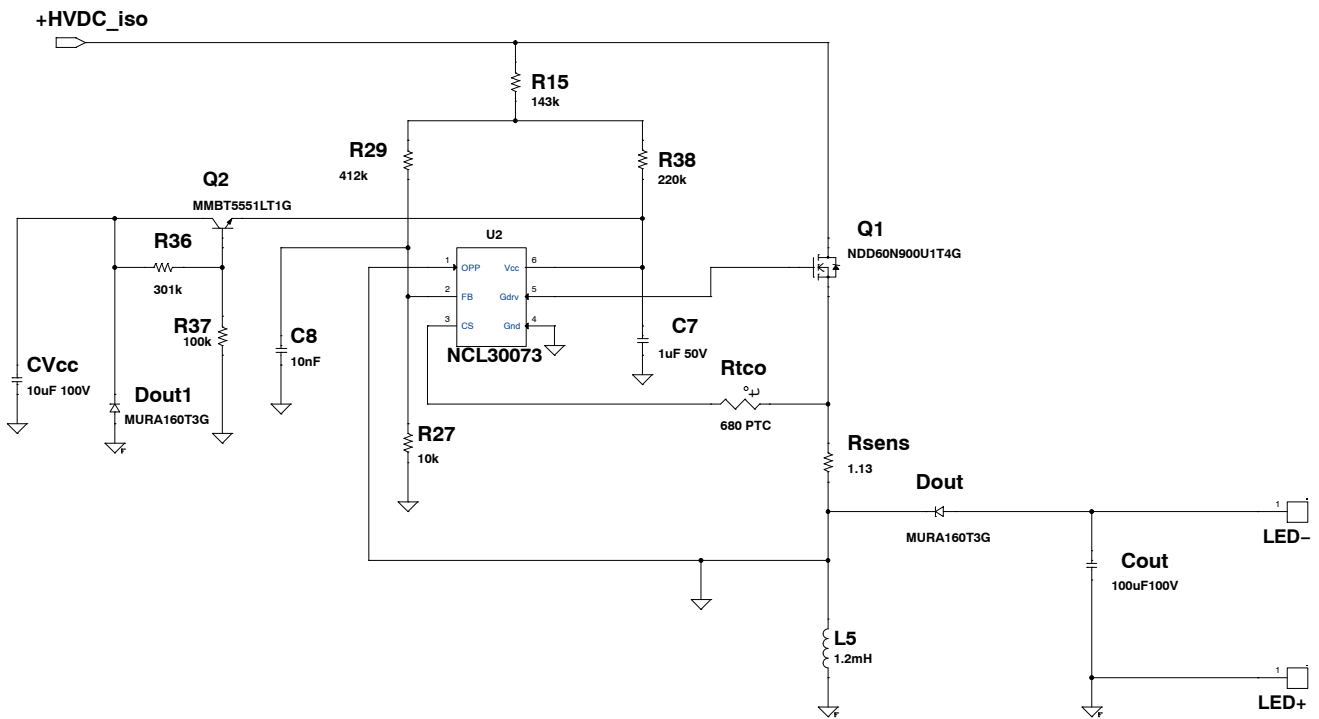 +HVDC_iso
R15
143k
R29
412k
R38
220k
Q2
MMBT5551LT1G
Q1
NDD60N900U1T4G
R36
301k
U2
1 OPP Vcc 6
2 FB Gdrv 5
3 CS Gnd 4
NCL30073
R37
100k
C8
10nF
C7
1uF 50V
CVcc
10uF 100V
Dout1
MURA160T3G
F
Rtco
t°
680 PTC
R27
10k
Rsens
1.13
Dout
MURA160T3G
1
LED–
Cout
100uF100V
L5
1.2mH
1
LED+
F
F